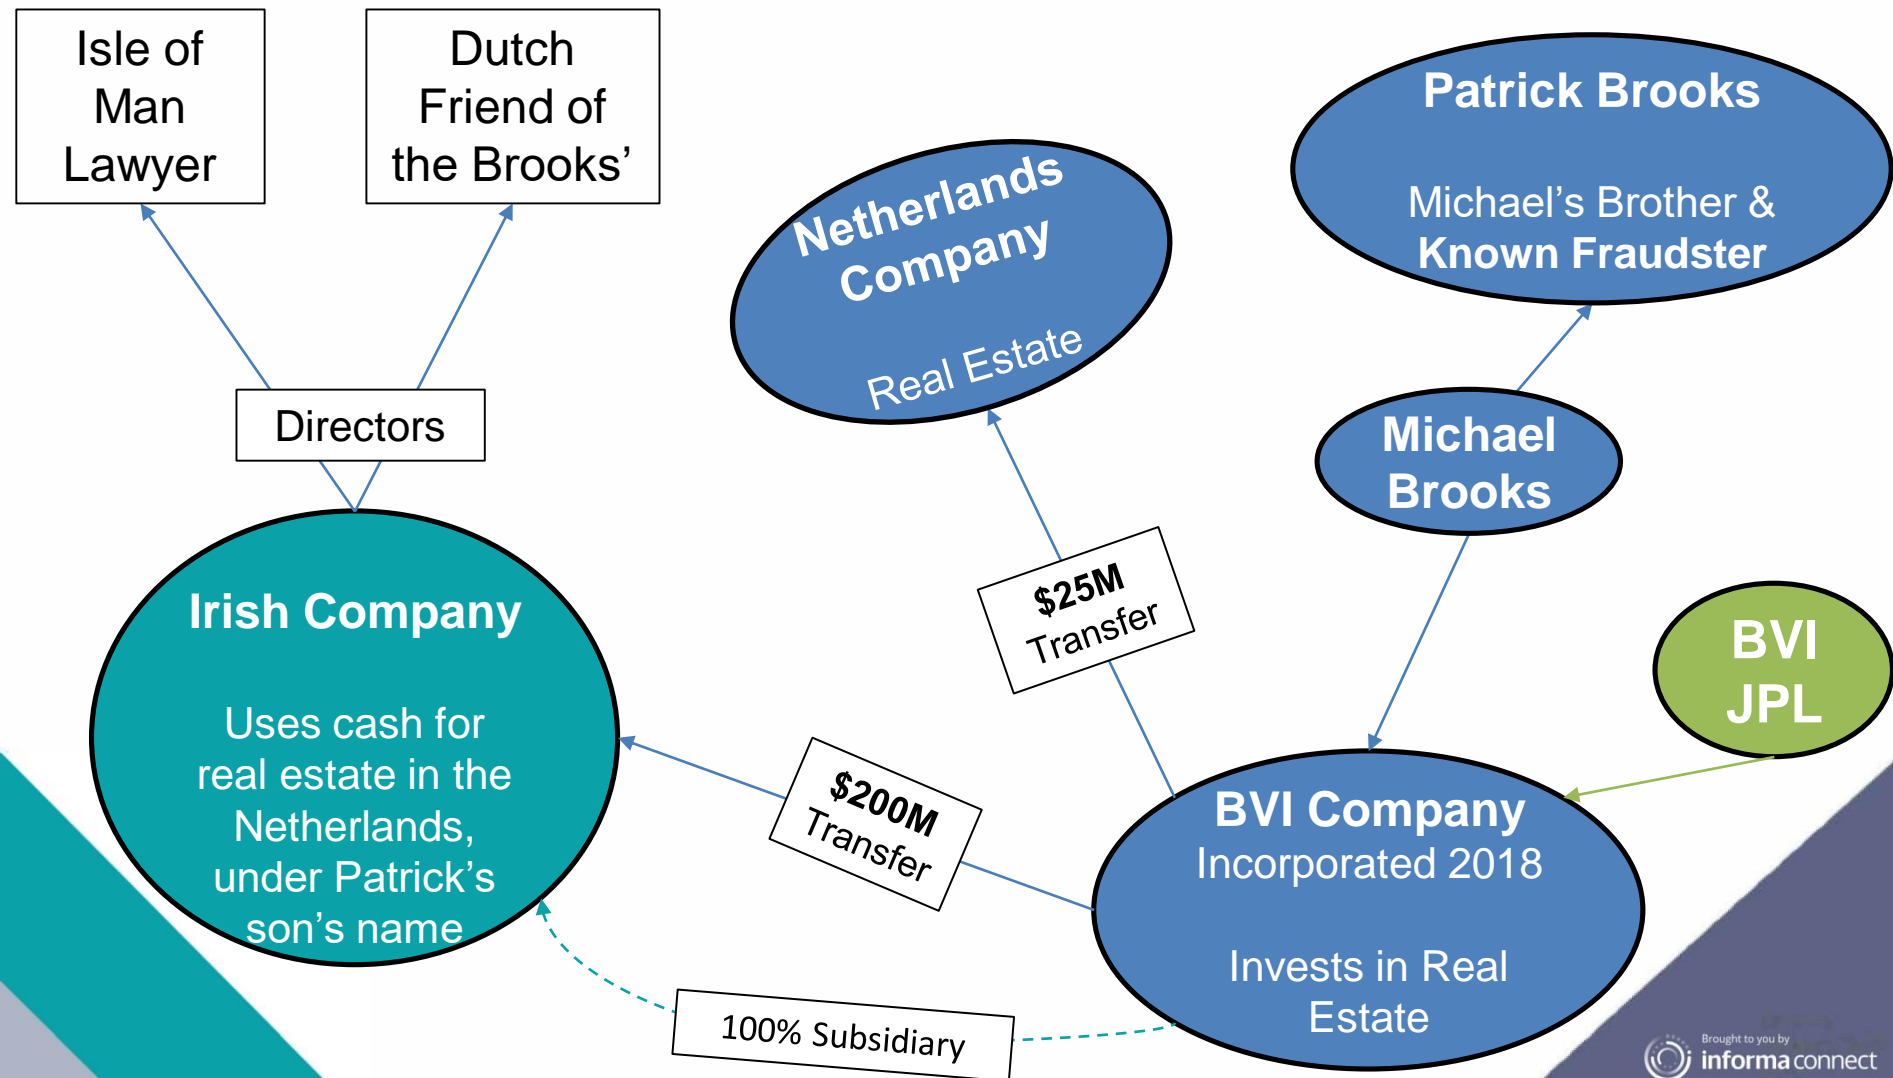 Isle of
Man
Lawyer
Dutch
Friend of
the Brooks’
Directors
Irish Company
Uses cash for
real estate in the
Netherlands,
under Patrick’s
son’s name
Netherlands
Company
Real Estate
$25M
Transfer
$200M
Transfer
100% Subsidiary
Patrick Brooks
Michael’s Brother &
Known Fraudster
Michael
Brooks
BVI
JPL
BVI Company
Incorporated 2018
Invests in Real
Estate
Brought to you by
informa connect